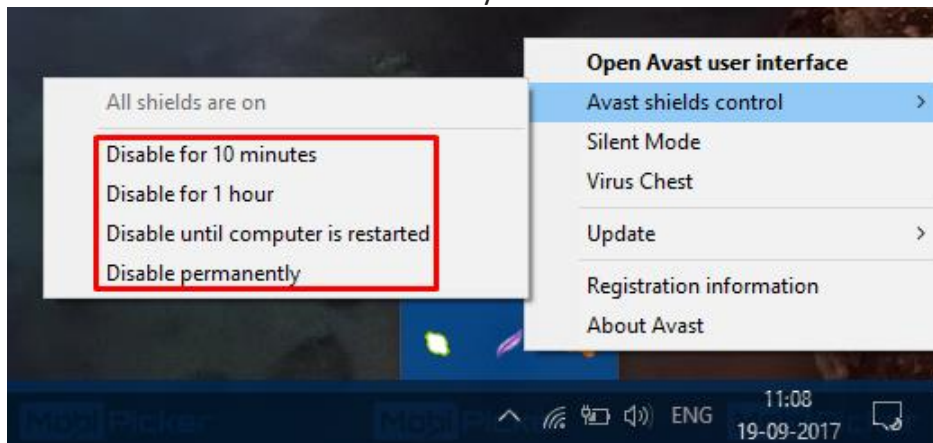 Open Avast user interface
All shields are on
Avast shields control
Disable for 10 minutes
Silent Mode
Disable for 1 hour
Virus Chest
Disable until computer is restarted
Update
Disable permanently
Registration information
About Avast
MobiPicker
ENG
11:08
19-09-2017